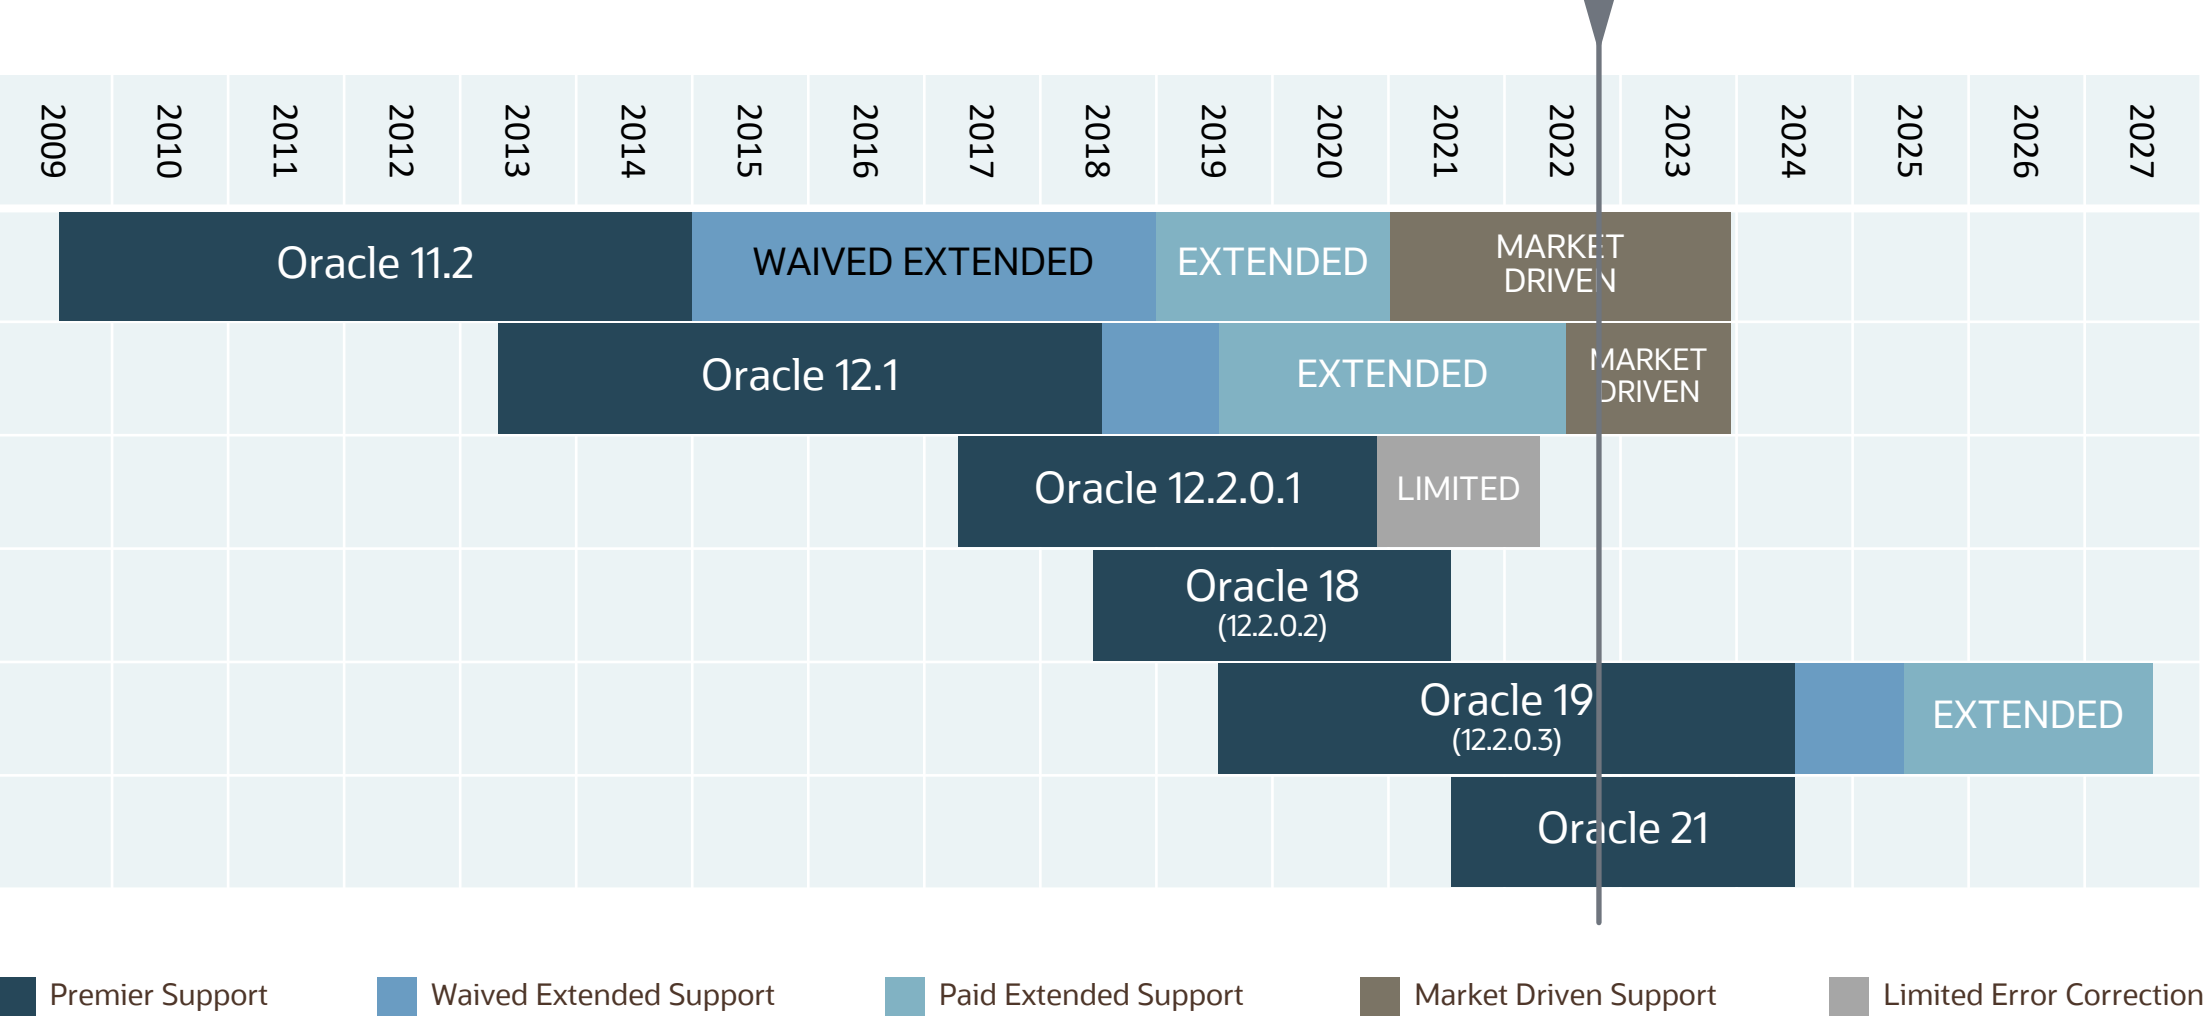 2009
2010
2011
2012
2013
2014
2015
2016
2017
2018
2019
2020
2021
2022
2023
2024
2025
2026
2027
Oracle 11.2
WAIVED EXTENDED
EXTENDED
MARKET
DRIVEN
Oracle 12.1
EXTENDED
MARKET
DRIVEN
Oracle 12.2.0.1
LIMITED
Oracle 18
(12.2.0.2)
Oracle 19
(12.2.0.3)
EXTENDED
Oracle 21
Premier Support
Waived Extended Support
Paid Extended Support
Market Driven Support
Limited Error Correction